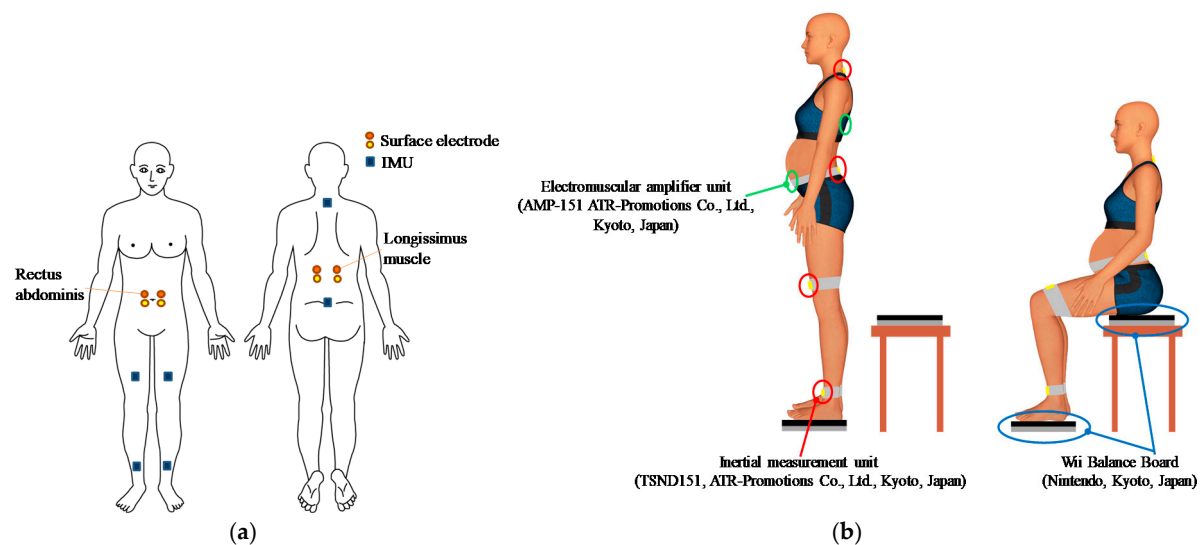 Surface electrode
IMU
Rectus
abdominis
Longissimus
muscle
(a)
Electromuscular amplifier unit
(AMP-151 ATR-Promotions Co., Ltd.,
Kyoto, Japan)
Inertial measurement unit
(TSND151, ATR-Promotions Co., Ltd., Kyoto, Japan)
Wii Balance Board
(Nintendo, Kyoto, Japan)
(b)